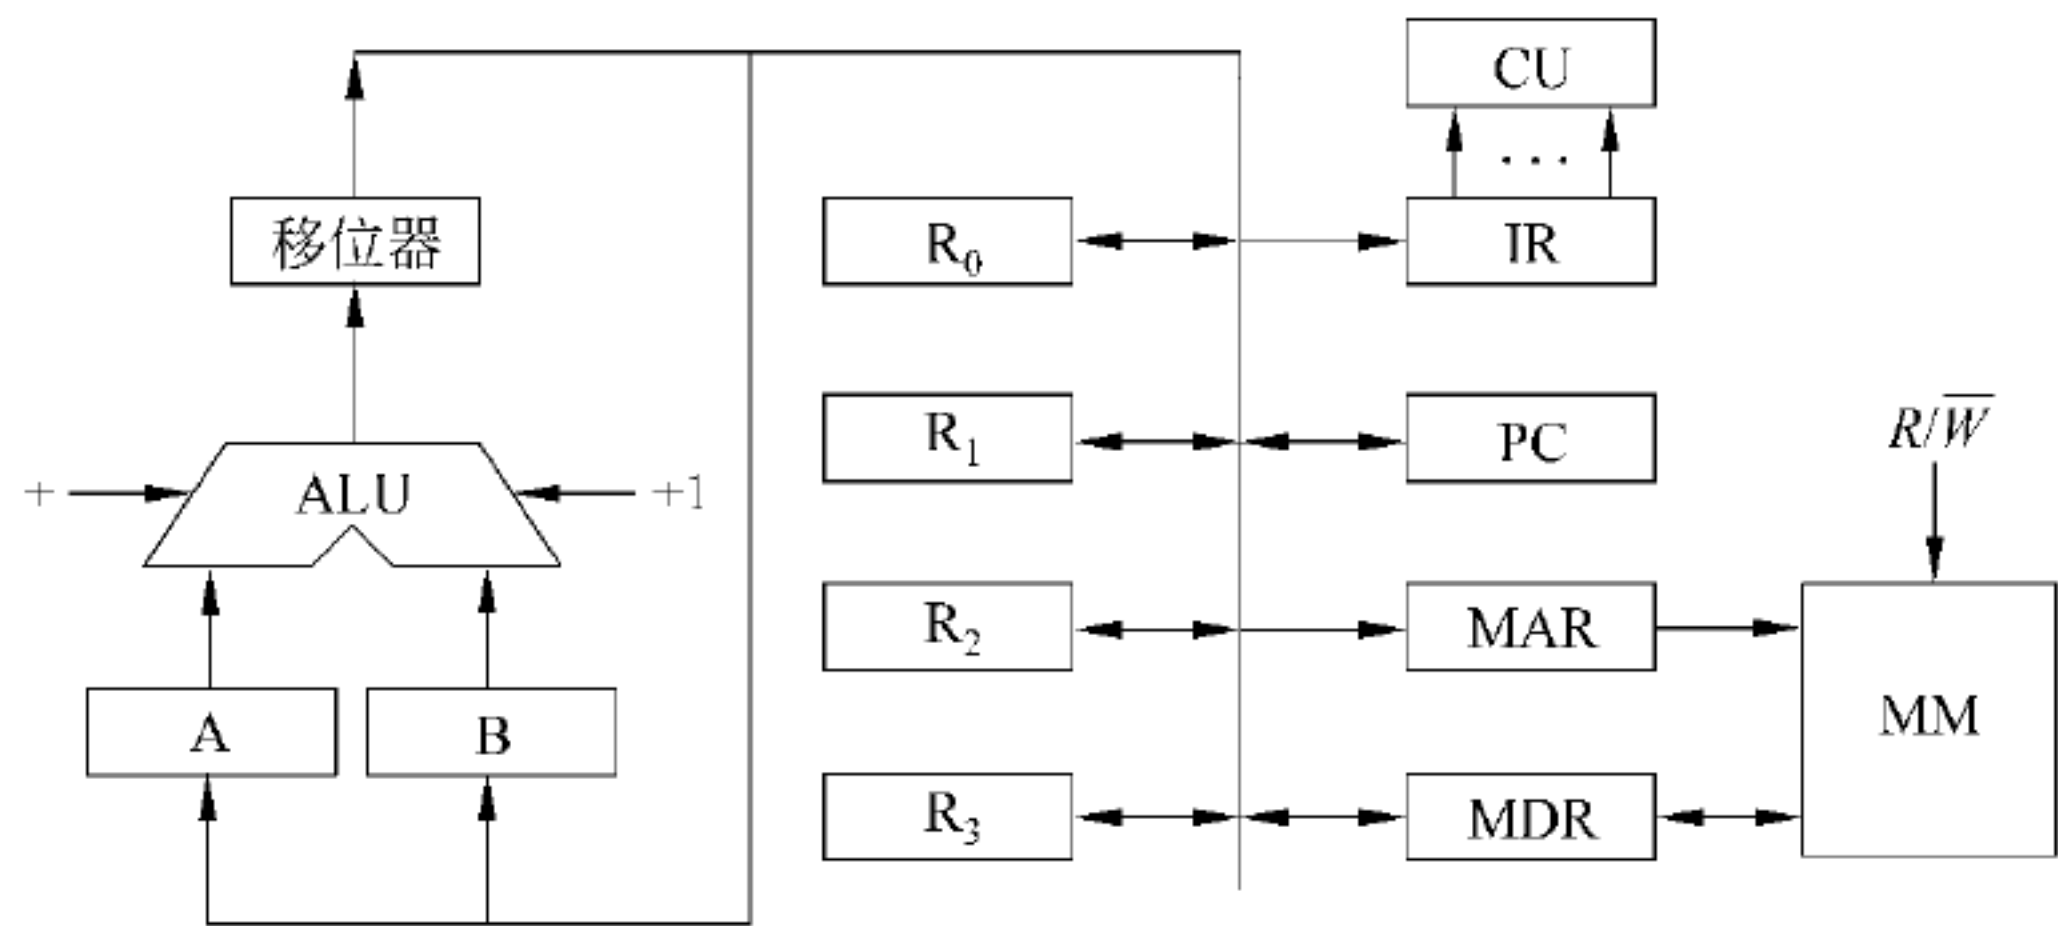 CU
移位器
R₀
IR
R₁
PC
R/W̅
+
ALU
+1
R₂
MAR
A
B
MM
R₃
MDR
...